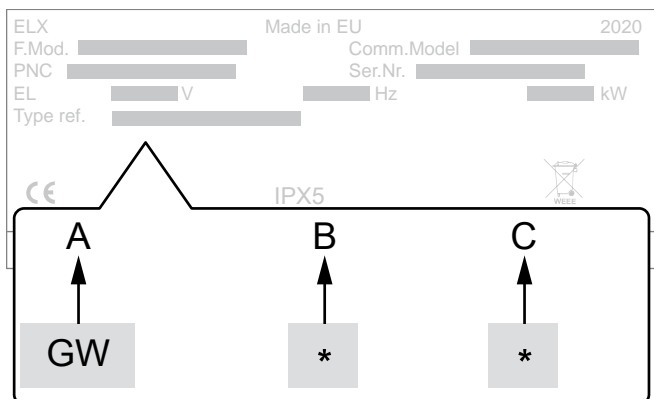 ELX Made in EU 2020
F.Mod. Comm.Model
PNC Ser.Nr.
EL V Hz kW
Type ref.
CE IPX5 WEEE
A B C
GW * *